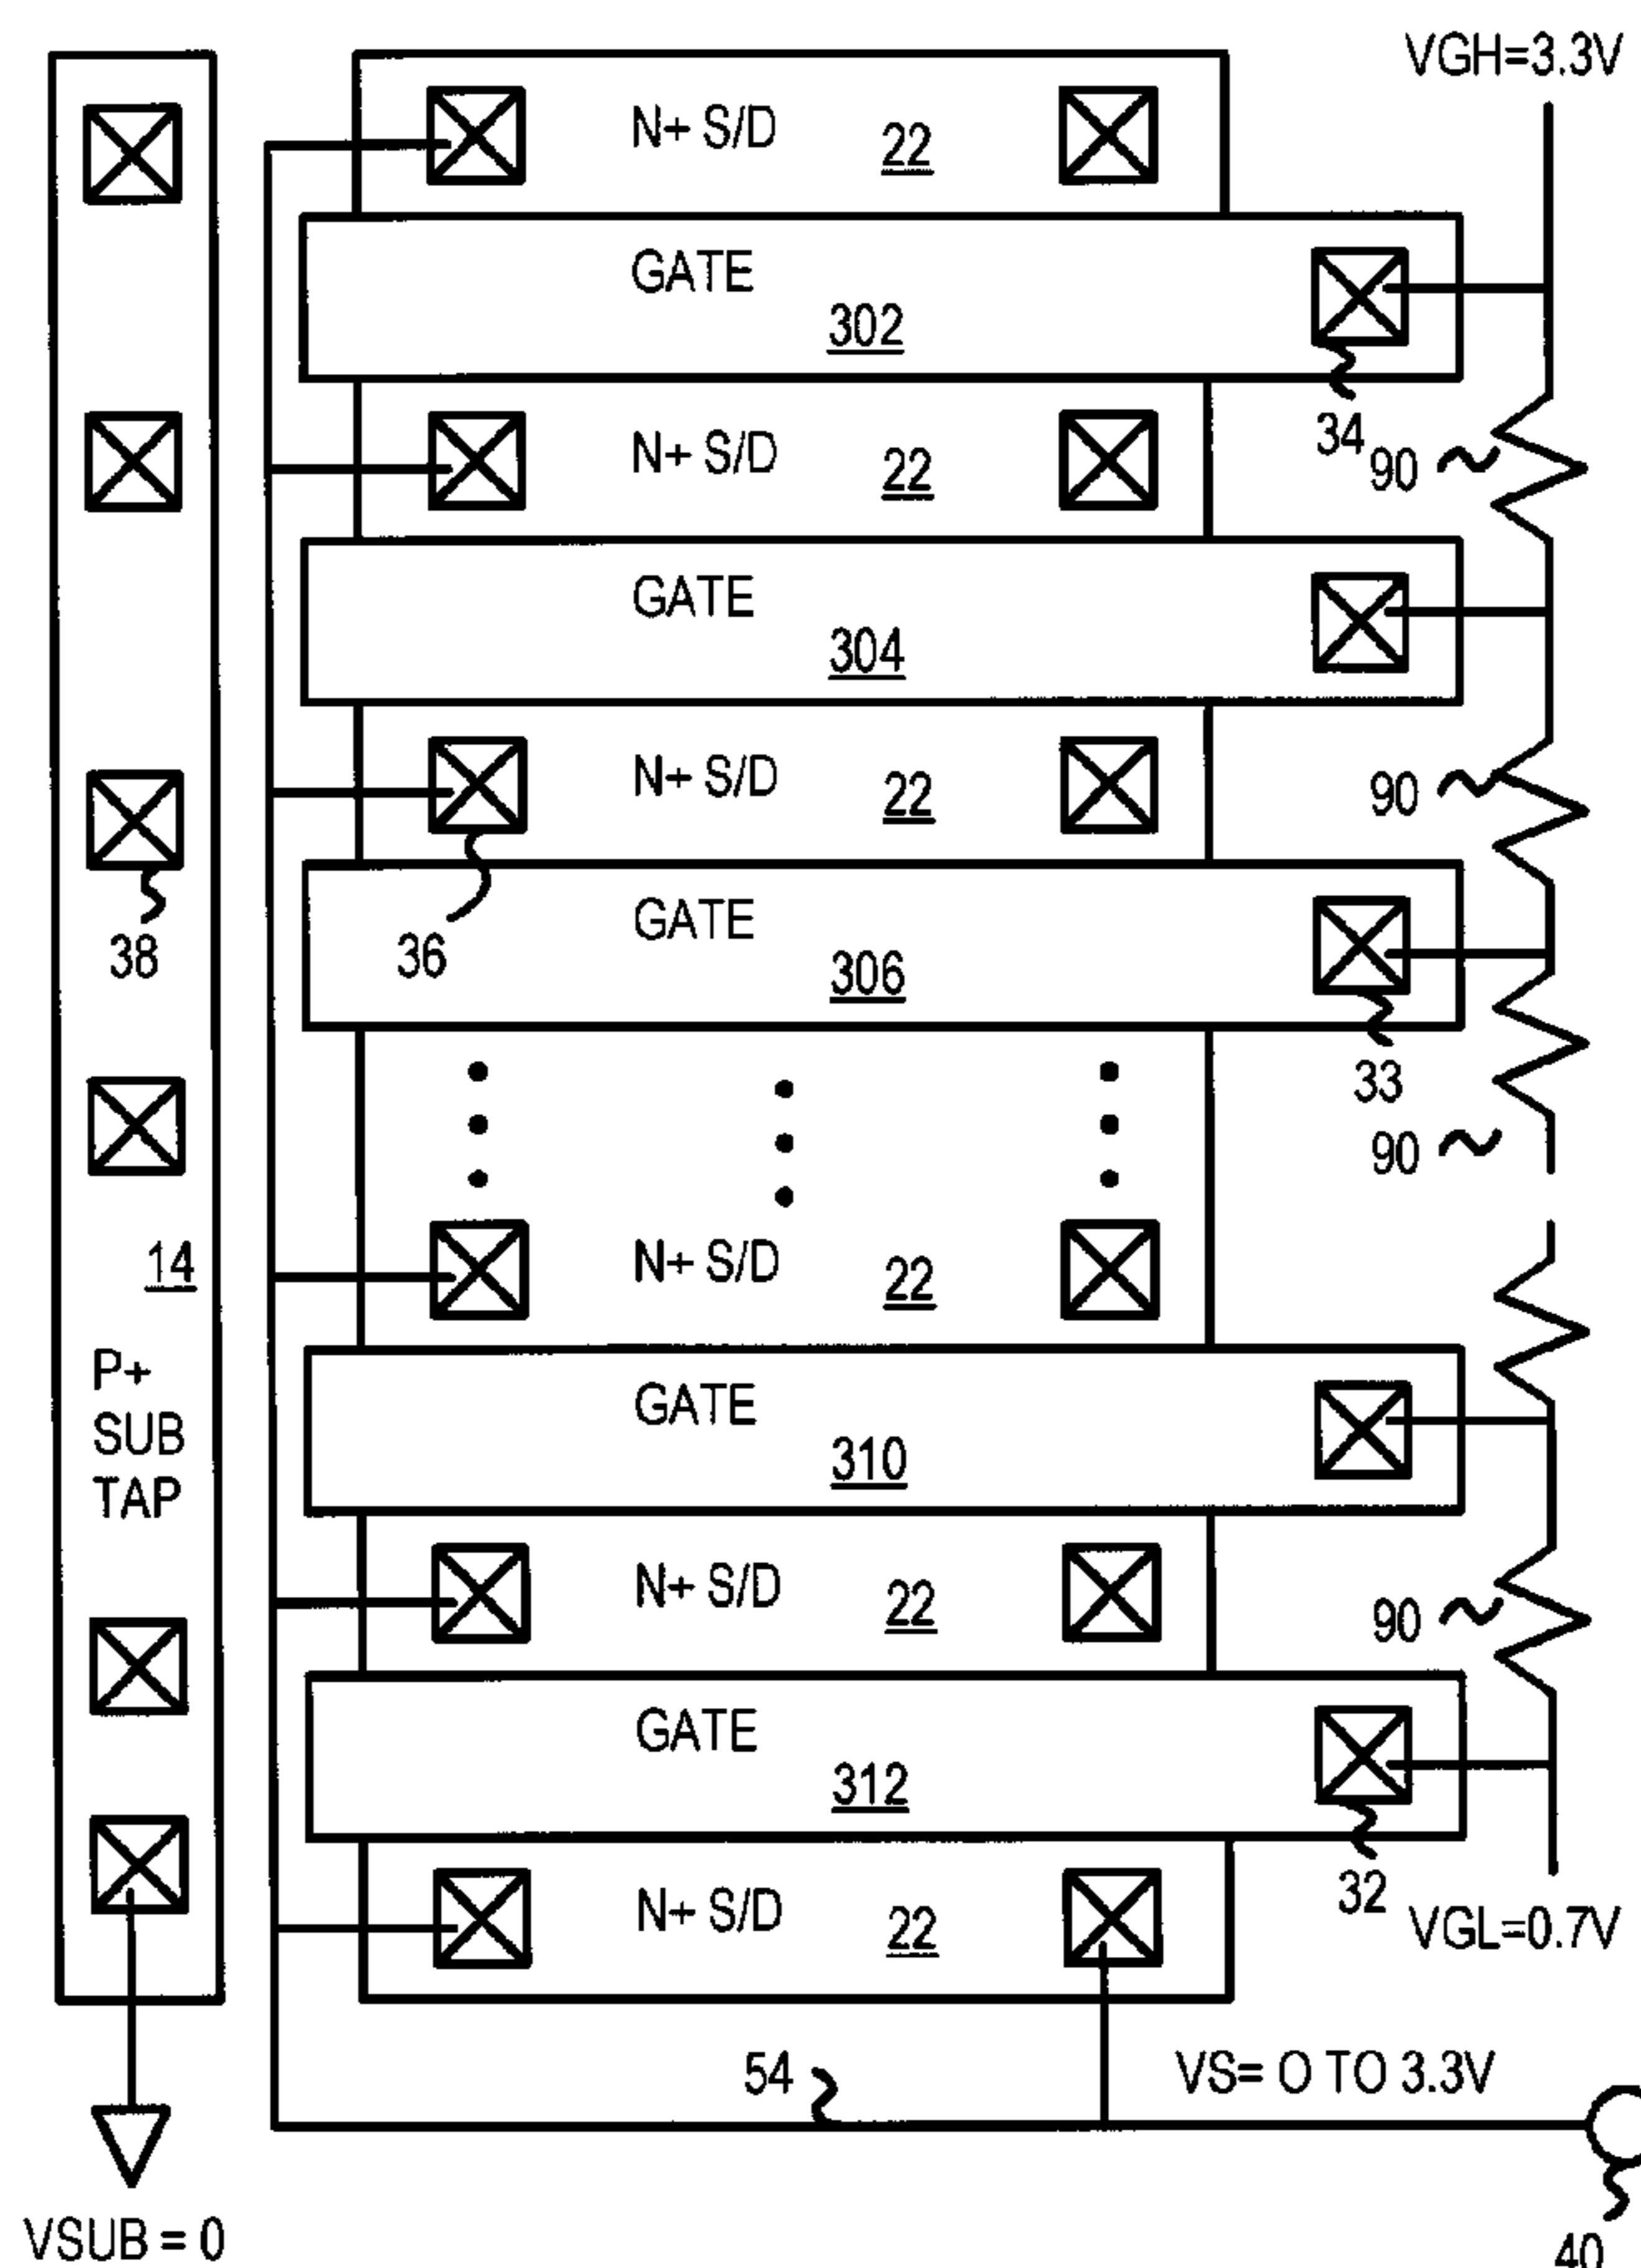 VGH=3.3V
N+ S/D 22
GATE
302
34
90
N+ S/D 22
GATE
304
N+ S/D 22
90
38
36
GATE
306
33
90
14
N+ S/D 22
P+
SUB
TAP
GATE
310
N+ S/D 22
90
GATE
312
32
N+ S/D 22
VGL=0.7V
54
VS= O TO 3.3V
VSUB = 0
40